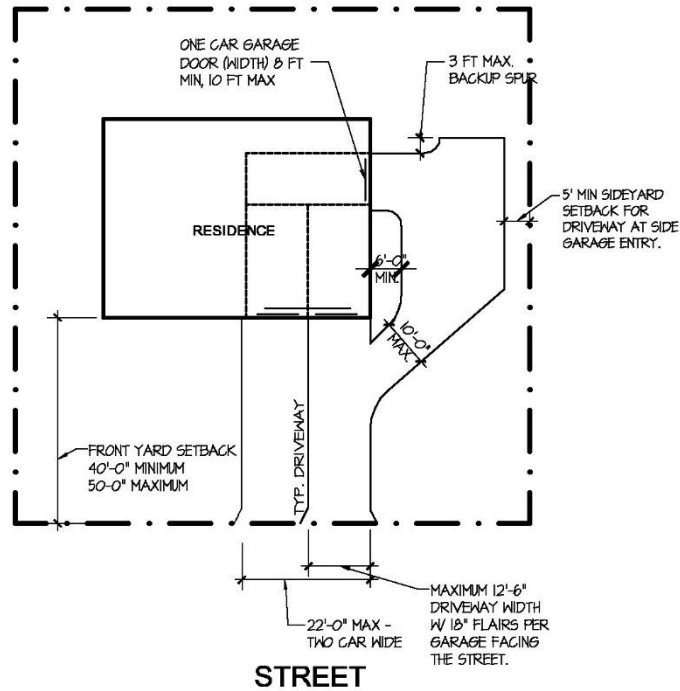 ONE CAR GARAGE
DOOR (WIDTH) 8 FT
MIN, 10 FT MAX
3 FT MAX.
BACKUP SPUR
5' MIN SIDEYARD
SETBACK FOR
DRIVEWAY AT SIDE
GARAGE ENTRY.
RESIDENCE
6'-0"
MIN.
10'-0"
MAX.
TYP. DRIVEWAY
FRONT YARD SETBACK
40'-0" MINIMUM
50-0" MAXIMUM
22'-0" MAX -
TWO CAR WIDE
MAXIMUM 12'-6"
DRIVEWAY WIDTH
W/ 18" FLAIRS PER
GARAGE FACING
THE STREET.
STREET